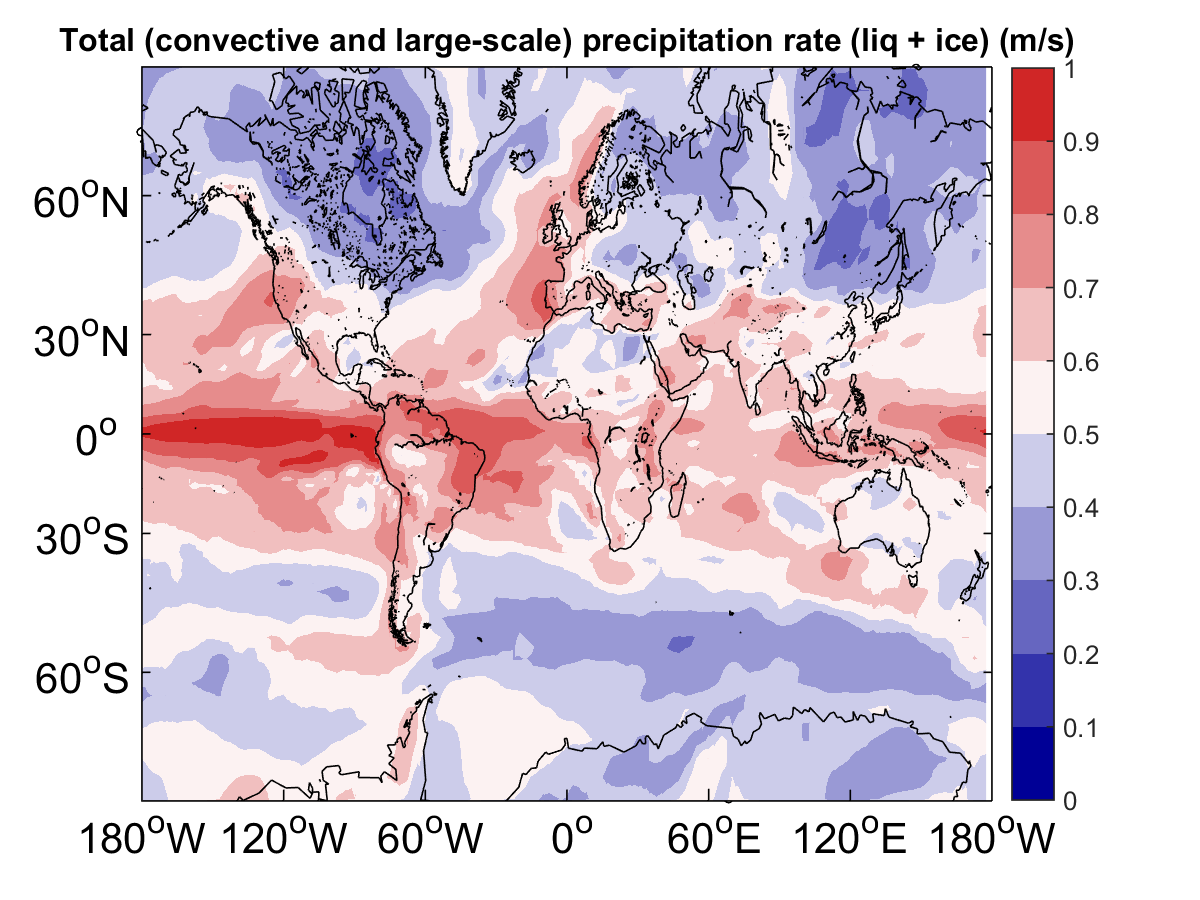 Total (convective and large-scale) precipitation rate (liq + ice) (m/s)
60°N
30°N
0°
30°S
60°S
180°W 120°W 60°W 0° 60°E 120°E 180°W
1
0.9
0.8
0.7
0.6
0.5
0.4
0.3
0.2
0.1
0